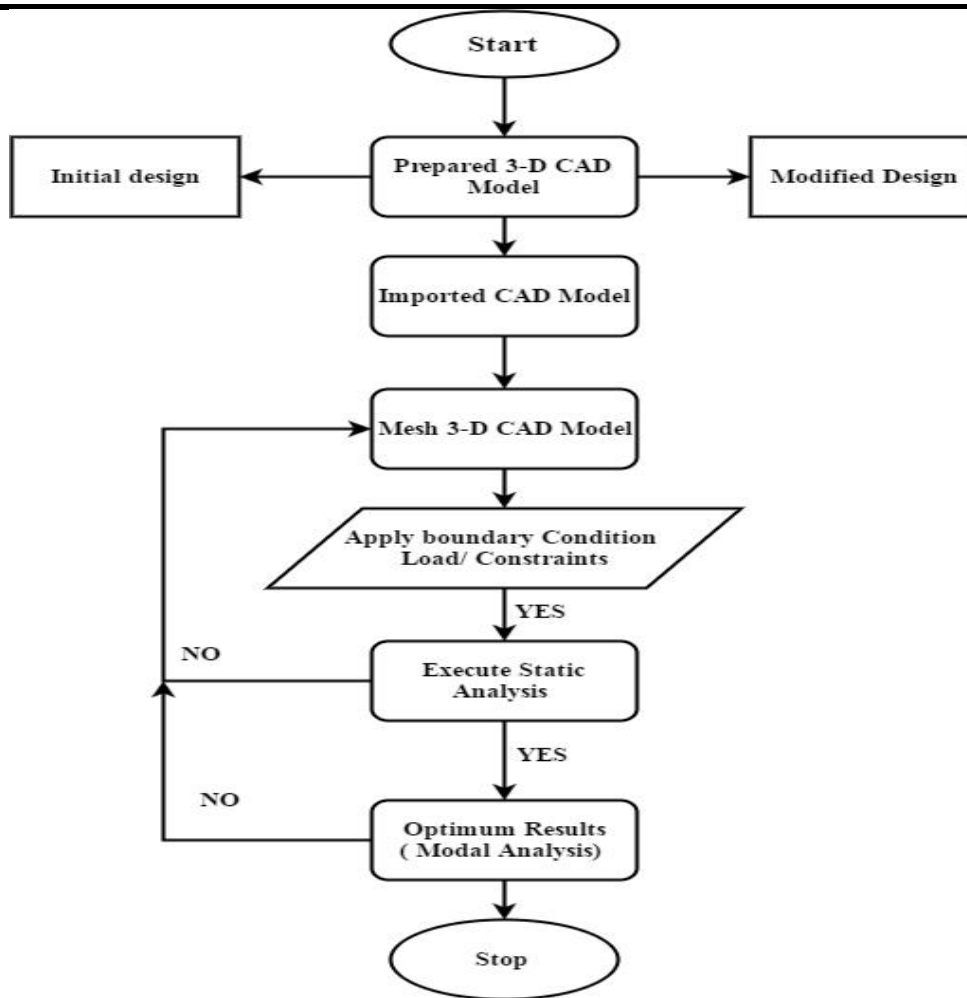 Start
Initial design
Prepared 3-D CAD
Model
Modified Design
Imported CAD Model
Mesh 3-D CAD Model
Apply boundary Condition
Load/ Constraints
YES
NO
Execute Static
Analysis
YES
NO
Optimum Results
( Modal Analysis)
Stop